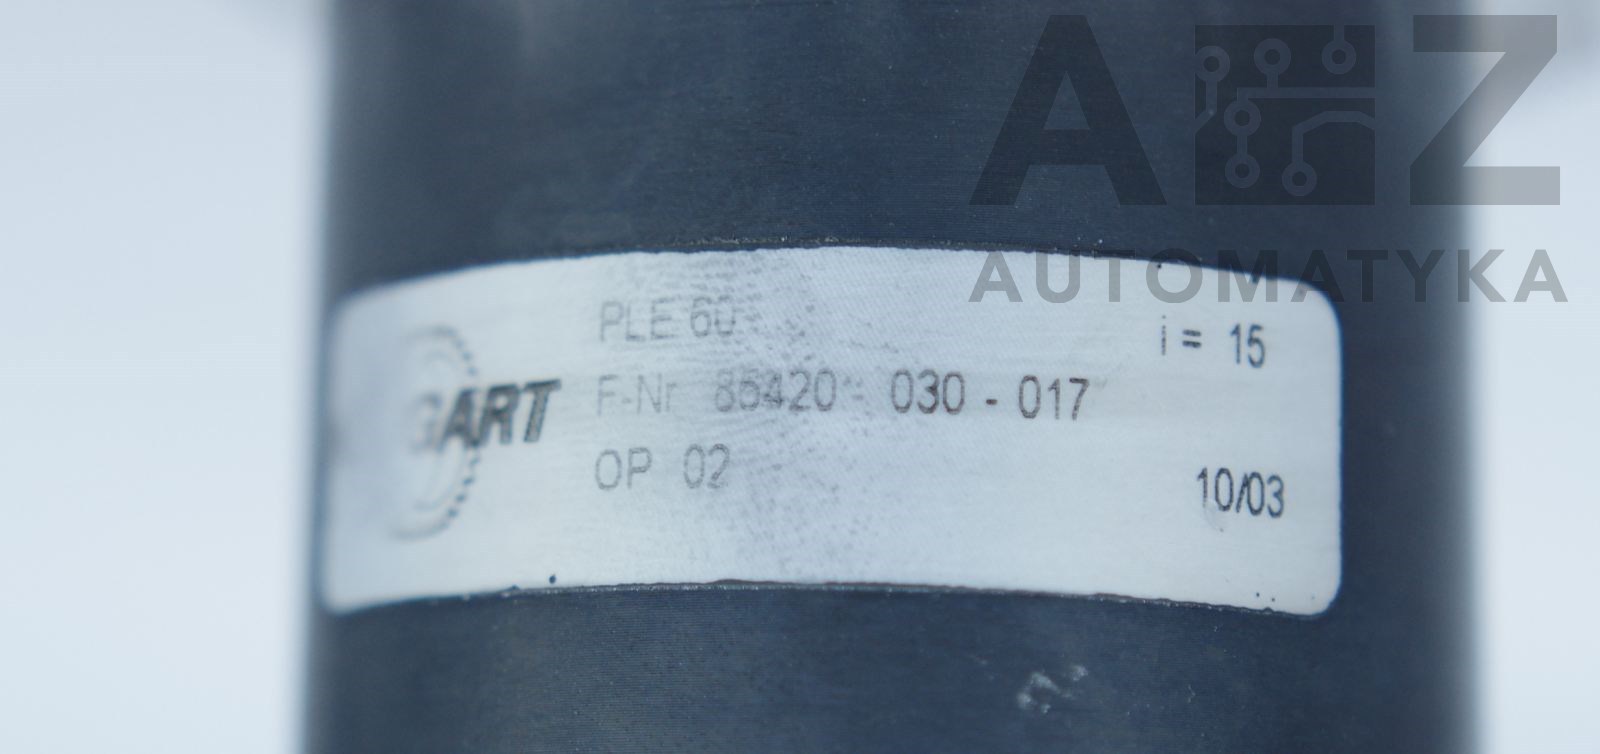 A Z
AUTOMATYKA
PLE 60
i = 15
GART
F-Nr 86420 - 030 - 017
OP 02
10/03